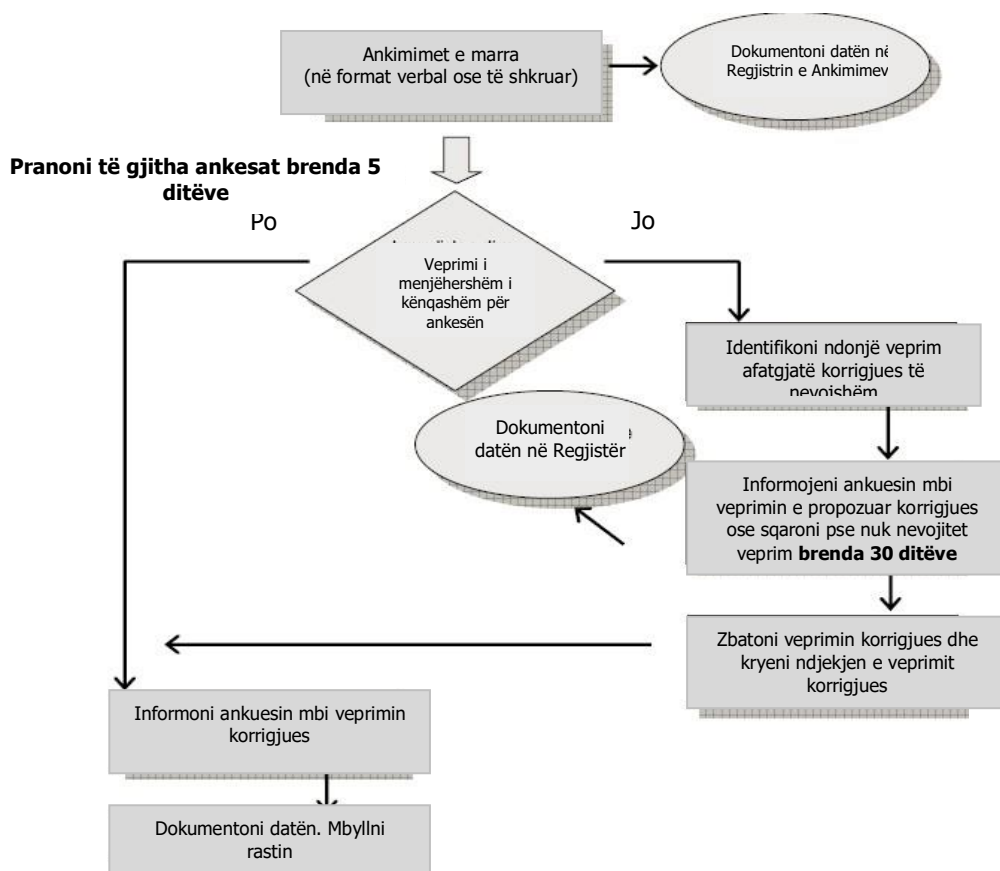 Ankimimet e marra
(në format verbal ose të shkruar)
Dokumentoni datën në
Regjistrin e Ankimimev
Pranoni të gjitha ankesat brenda 5
ditëve
Po
Jo
Veprimi i
menjëhershëm i
kënqashëm për
ankesën
Identifikoni ndonjë veprim
afatgjatë korrigjues të
nevojshëm
Dokumentoni
datën në Regjistër
Informojeni ankuesin mbi
veprimin e propozuar korrigjues
ose sqaroni pse nuk nevojitet
veprim brenda 30 ditëve
Zbatoni veprimin korrigjues dhe
kryeni ndjekjen e veprimit
korrigjues
Informoni ankuesin mbi veprimin
korrigjues
Dokumentoni datën. Mbyllni
rastin